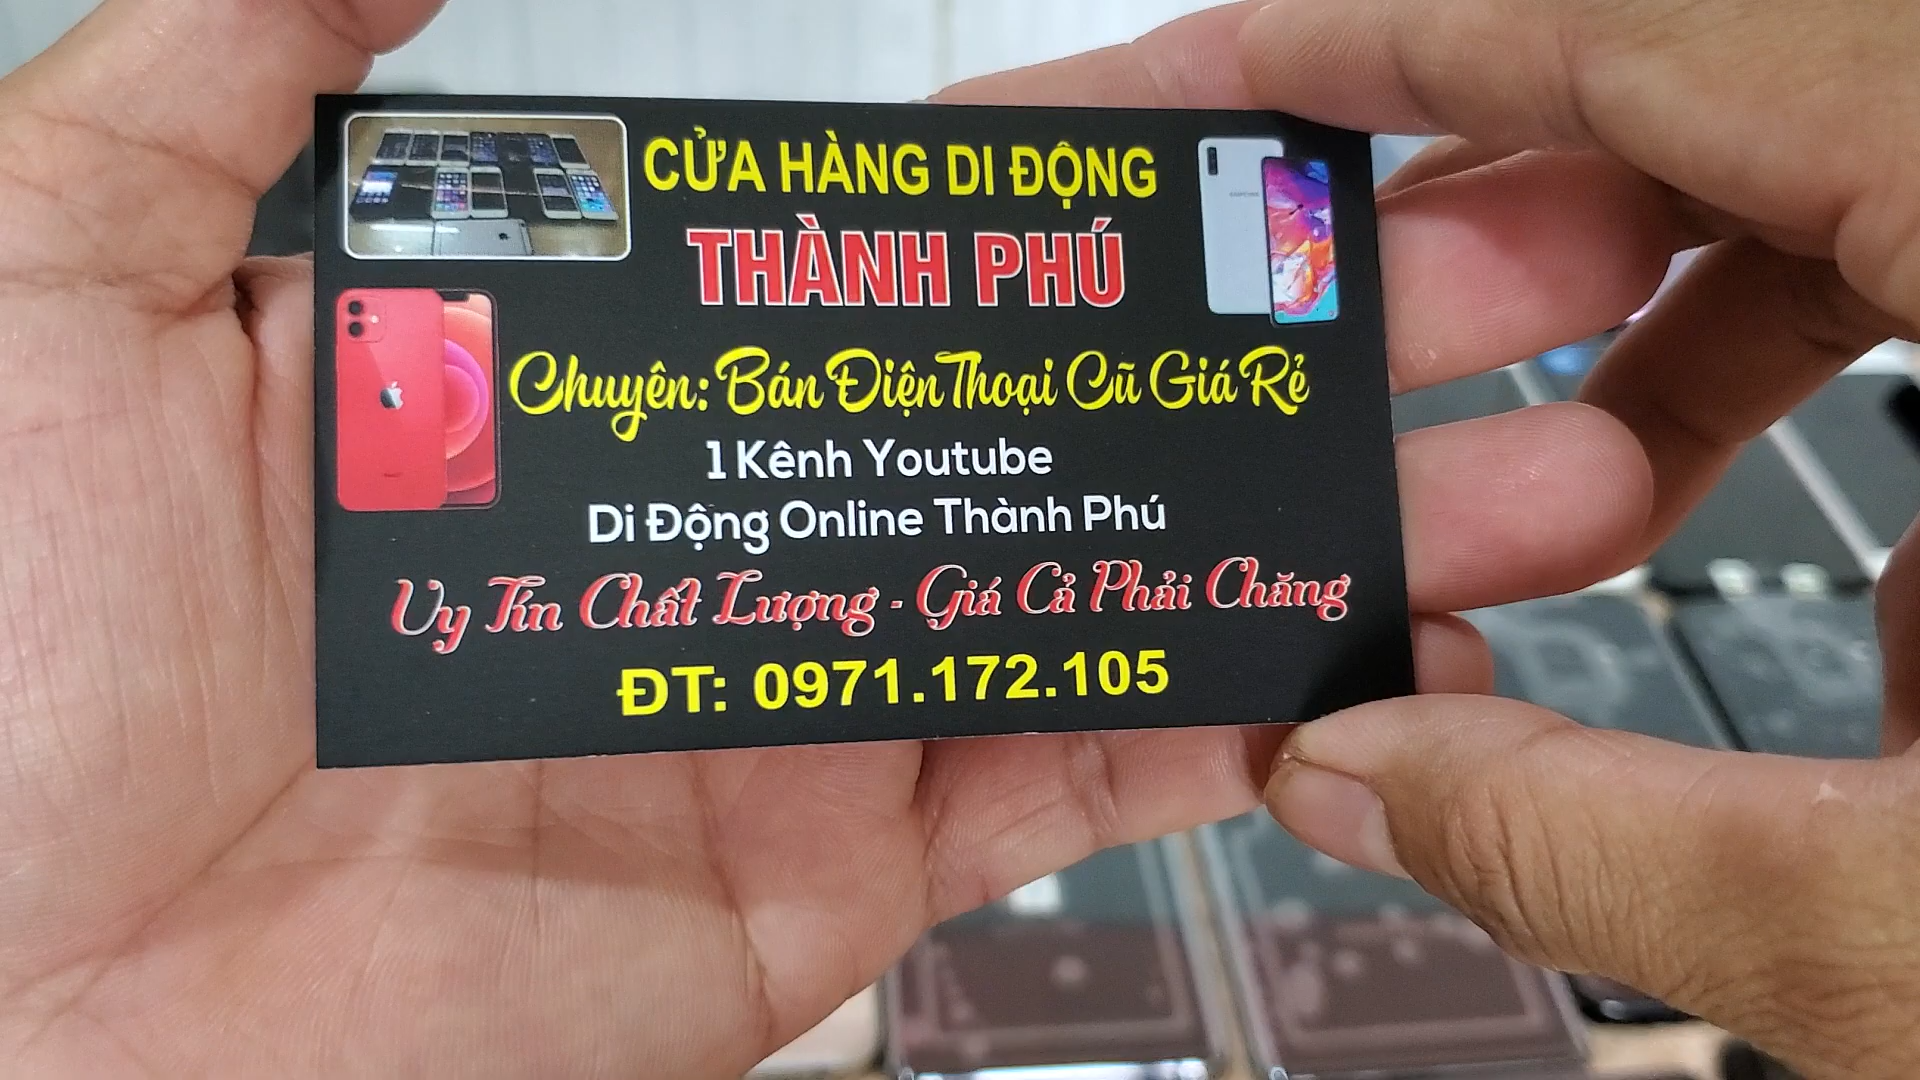 CỬA HÀNG DI ĐỘNG
THÀNH PHÚ
Chuyên: Bán Điện Thoại Cũ Giá Rẻ
1 Kênh Youtube
Di Động Online Thành Phú
Uy Tín Chất Lượng - Giá Cả Phải Chăng
ĐT: 0971.172.105